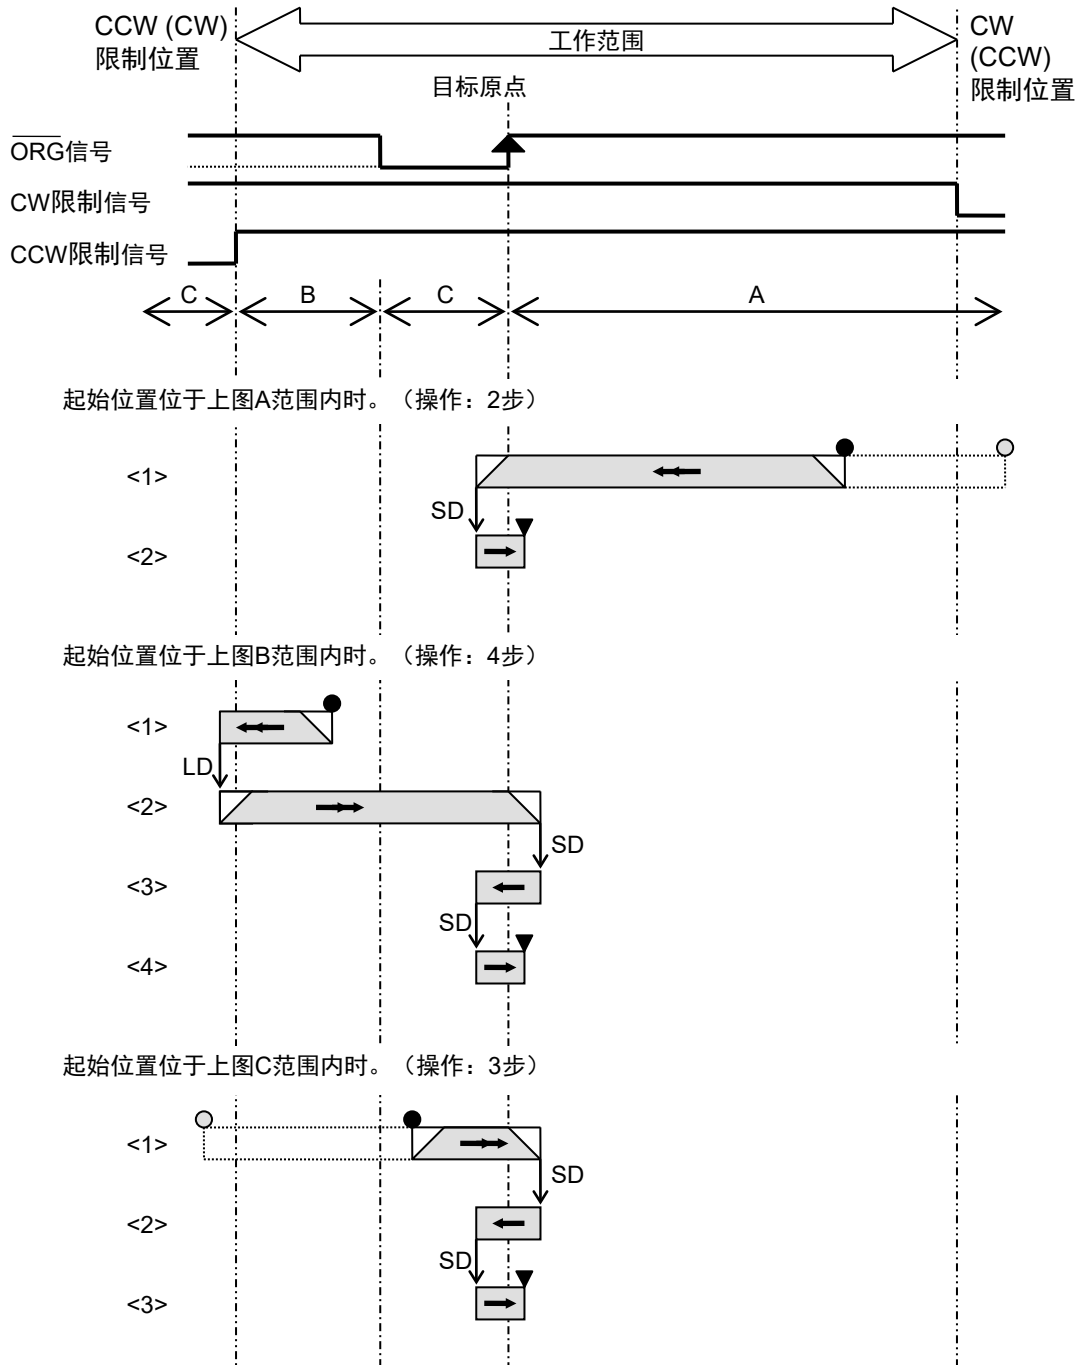 CCW (CW)
限制位置
工作范围
CW
(CCW)
限制位置
目标原点
ORG信号
CW限制信号
CCW限制信号
C
B
C
A
起始位置位于上图A范围内时。（操作：2步）
<1>
SD
<2>
起始位置位于上图B范围内时。（操作：4步）
<1>
LD
<2>
SD
<3>
SD
<4>
起始位置位于上图C范围内时。（操作：3步）
<1>
SD
<2>
SD
<3>